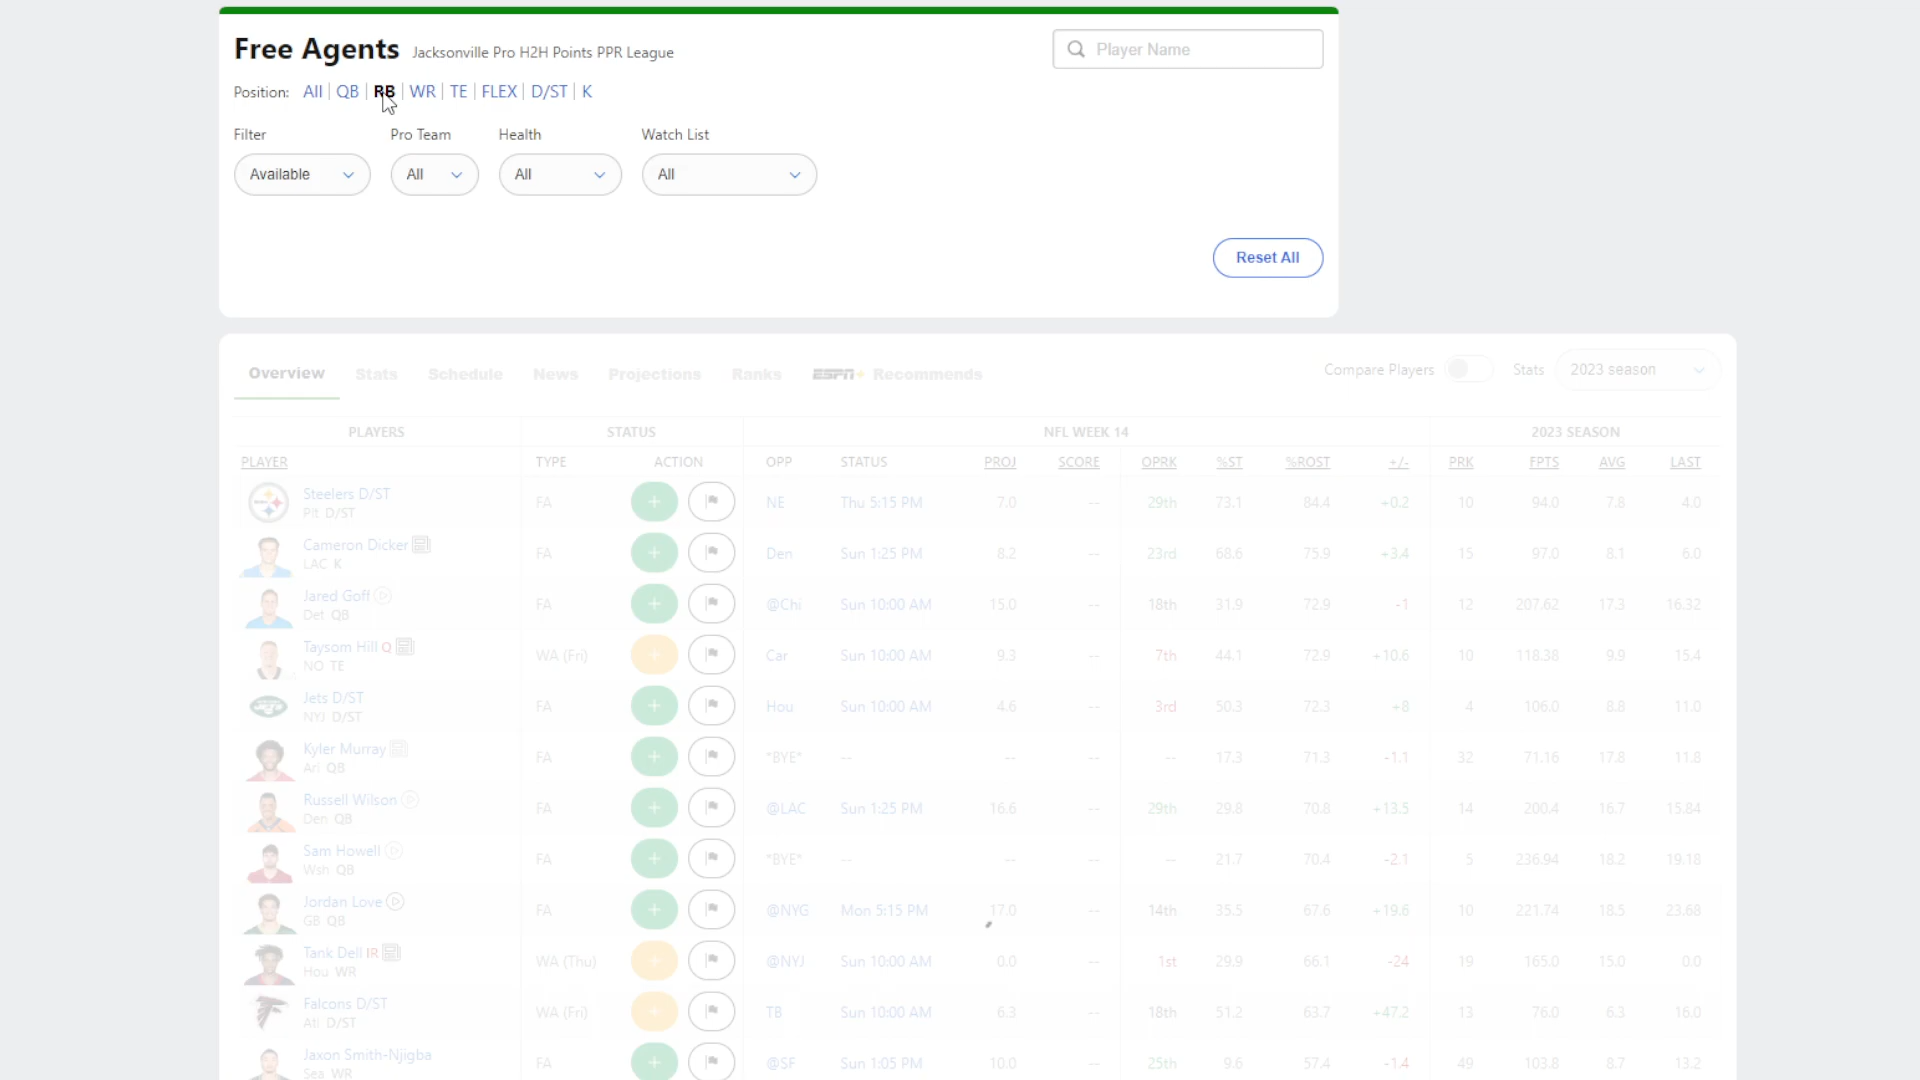 Free Agents Jacksonville Pro H2H Points PPR League
Player Name
Position: All QB RB WR TE FLEX D/ST K
Filter Pro Team Health Watch List
Available All All All
Reset All
Overview Stats Schedule News Projections Ranks ESPN+ Recommends Compare Players Stats 2023 season
PLAYERS STATUS NFL WEEK 14 2023 SEASON
PLAYER TYPE ACTION OPP STATUS PROJ SCORE OPRK %ST %ROST +/- PRK FPTS AVG LAST
Steelers D/ST
Pit D/ST
FA NE Thu 5:15 PM 7.0 -- 29th 73.1 84.4 +0.2 10 94.0 7.8 4.0
Cameron Dicker
LAC K
FA Den Sun 1:25 PM 8.2 -- 23rd 68.6 75.9 +3.4 15 97.0 8.1 6.0
Jared Goff
Det QB
FA @Chi Sun 10:00 AM 15.0 -- 18th 31.9 72.9 -1 12 207.62 17.3 16.32
Taysom Hill Q
NO TE
WA (Fri) Car Sun 10:00 AM 9.3 -- 7th 44.1 72.9 +10.6 10 118.38 9.9 15.4
Jets D/ST
NYJ D/ST
FA Hou Sun 10:00 AM 4.6 -- 3rd 50.3 72.3 +8 4 106.0 8.8 11.0
Kyler Murray
Ari QB
FA *BYE* -- -- -- -- 17.3 71.3 -1.1 32 71.16 17.8 11.8
Russell Wilson
Den QB
FA @LAC Sun 1:25 PM 16.6 -- 29th 29.8 70.8 +13.5 14 200.4 16.7 15.84
Sam Howell
Wsh QB
FA *BYE* -- -- -- -- 21.7 70.4 -2.1 5 236.94 18.2 19.18
Jordan Love
GB QB
FA @NYG Mon 5:15 PM 17.0 -- 14th 35.5 67.6 +19.6 10 221.74 18.5 23.68
Tank Dell IR
Hou WR
WA (Thu) @NYJ Sun 10:00 AM 0.0 -- 1st 29.9 66.1 -24 19 165.0 15.0 0.0
Falcons D/ST
Atl D/ST
WA (Fri) TB Sun 10:00 AM 6.3 -- 18th 51.2 63.7 +47.2 13 76.0 6.3 16.0
Jaxon Smith-Njigba
Sea WR
FA @SF Sun 1:05 PM 10.0 -- 25th 9.6 57.4 -1.4 49 103.8 8.7 13.2